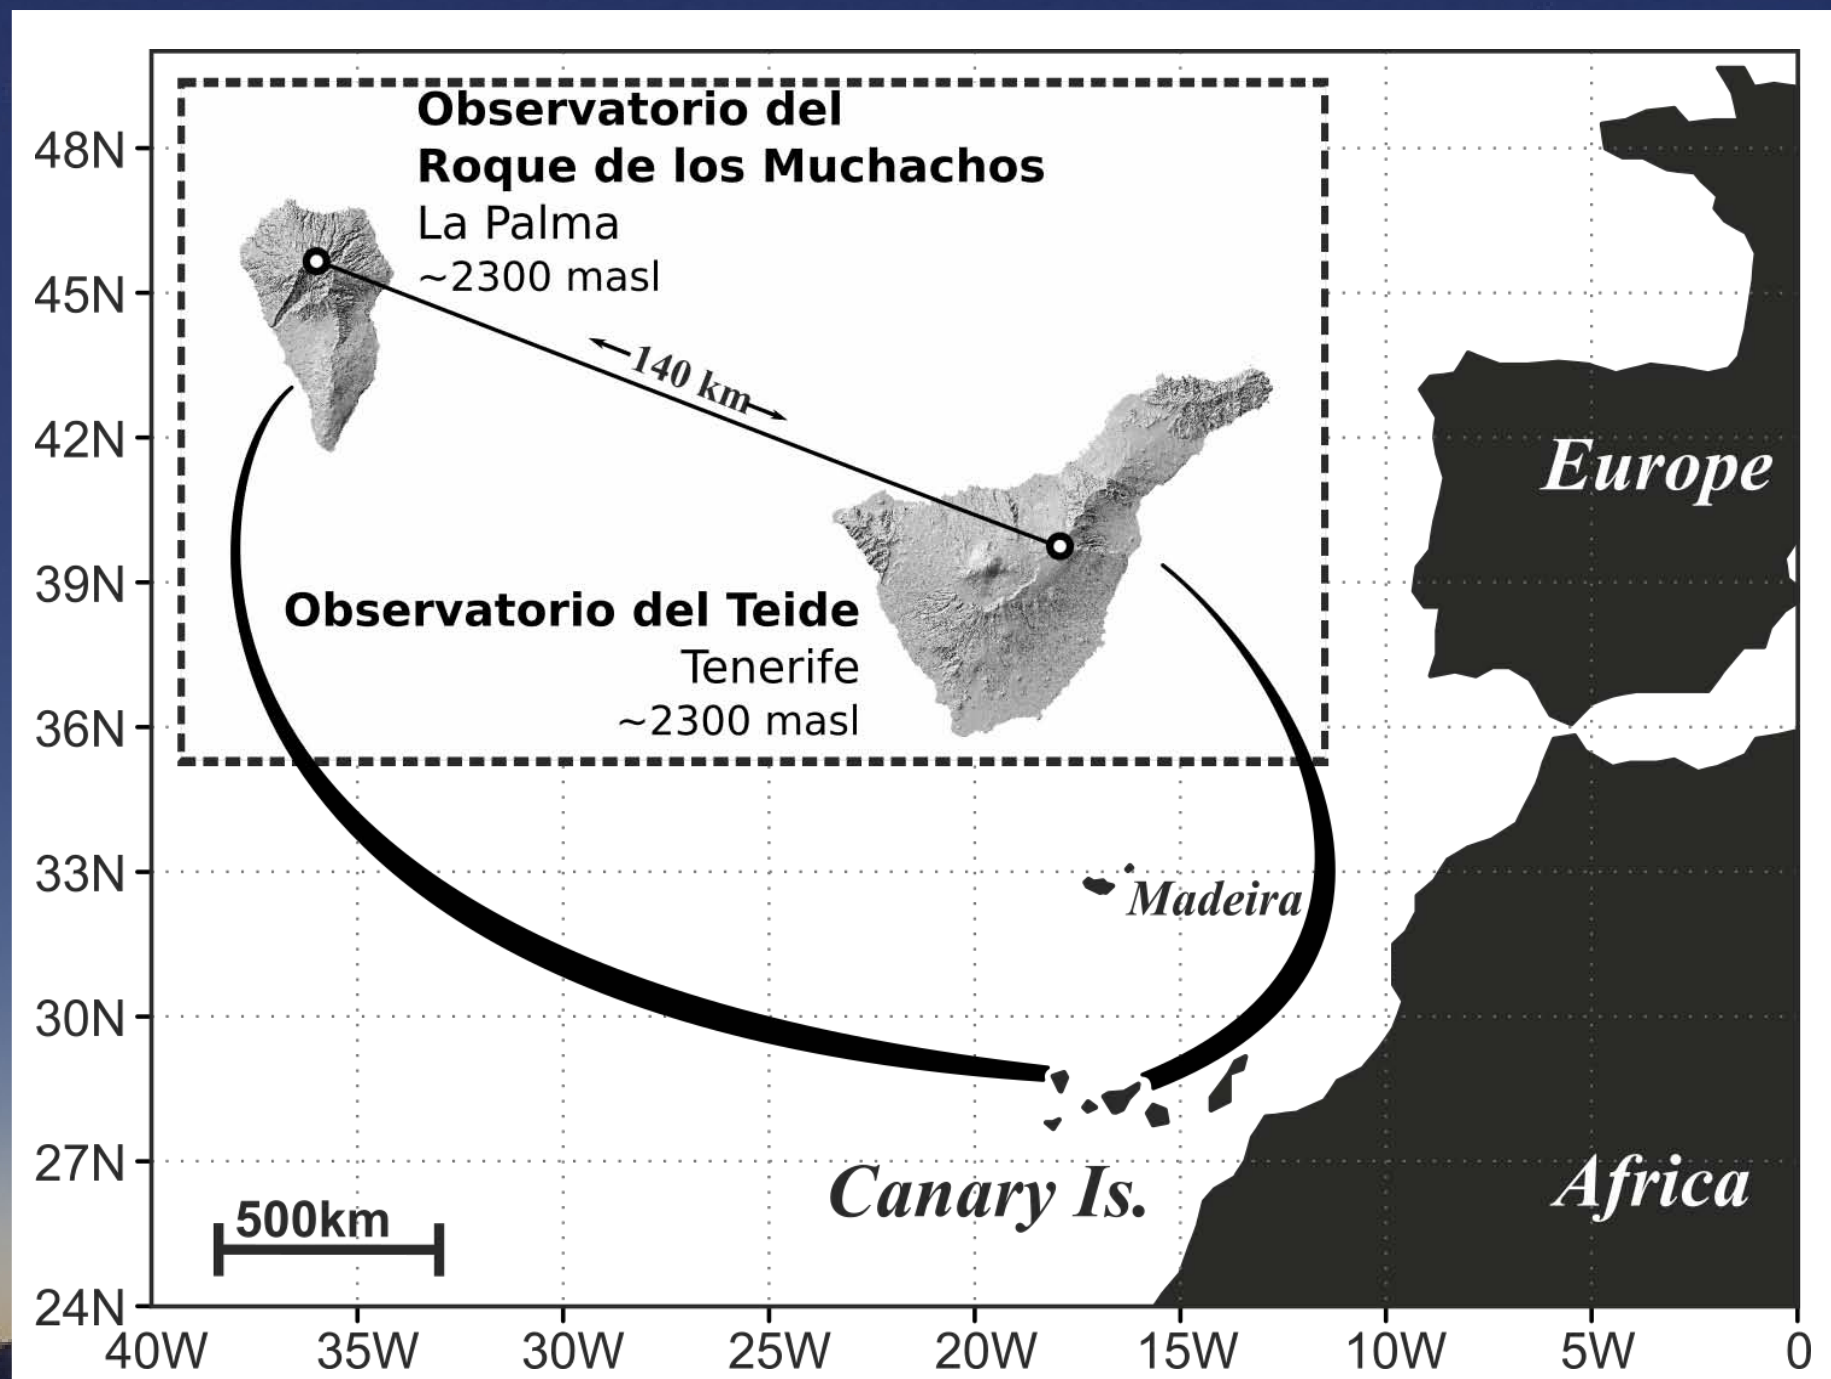 Observatorio del
Roque de los Muchachos
La Palma
~2300 masl
140 km
Observatorio del Teide
Tenerife
~2300 masl
Europe
Madeira
Canary Is.
Africa
500km
48N
45N
42N
39N
36N
33N
30N
27N
24N
40W 35W 30W 25W 20W 15W 10W 5W 0